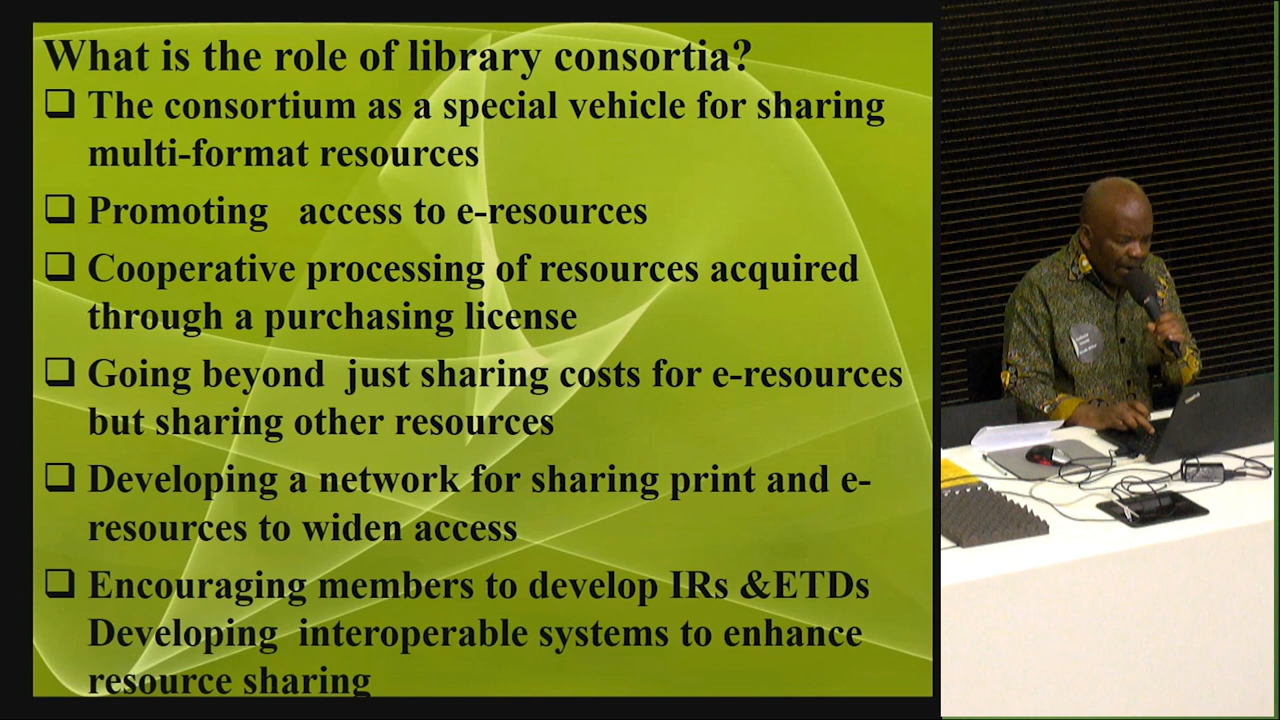 What is the role of library consortia?
❑ The consortium as a special vehicle for sharing
multi-format resources
❑ Promoting access to e-resources
❑ Cooperative processing of resources acquired
through a purchasing license
❑ Going beyond just sharing costs for e-resources
but sharing other resources
❑ Developing a network for sharing print and e-
resources to widen access
❑ Encouraging members to develop IRs &ETDs
Developing interoperable systems to enhance
resource sharing